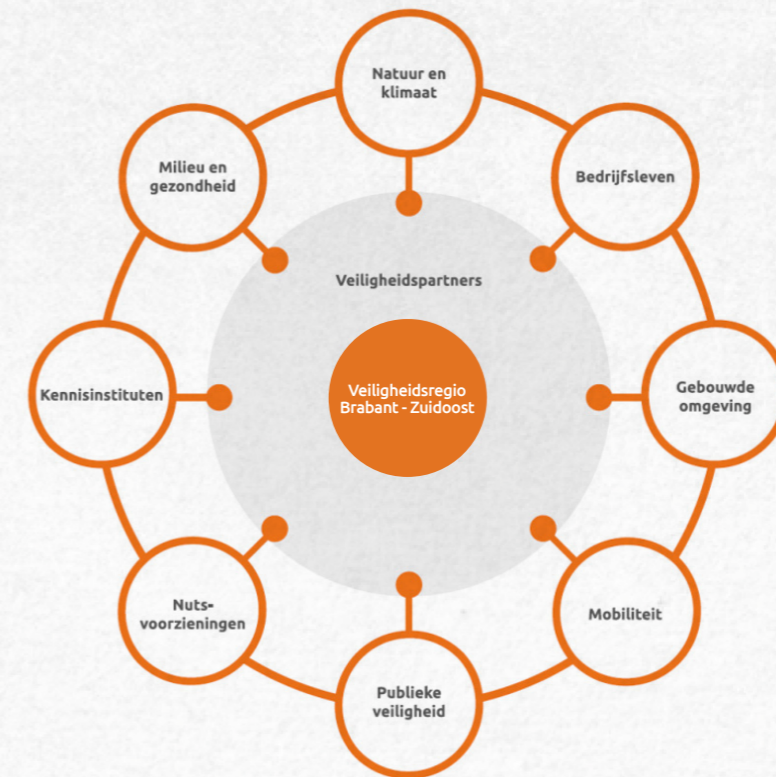 Natuur en
klimaat
Milieu en
gezondheid
Bedrijfsleven
Veiligheidspartners
Kennisinstituten
Veiligheidsregio
Brabant - Zuidoost
Gebouwde
omgeving
Nuts-
voorzieningen
Mobiliteit
Publieke
veiligheid